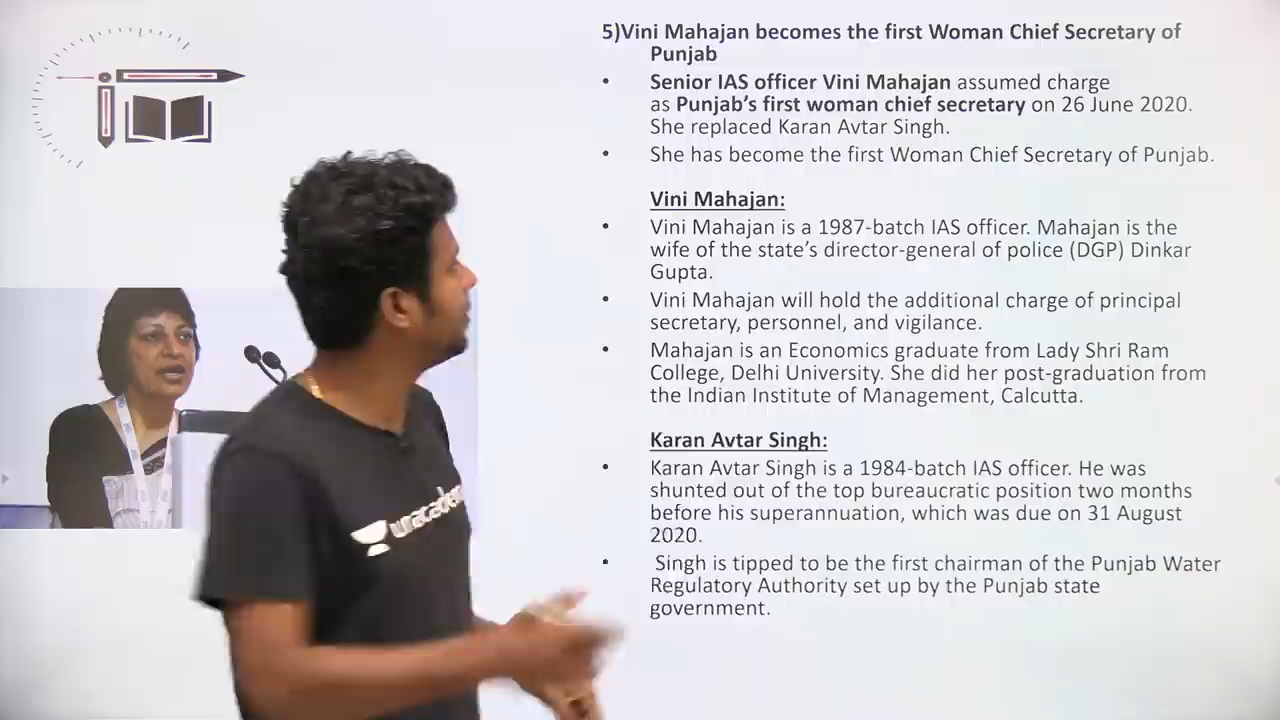 5)Vini Mahajan becomes the first Woman Chief Secretary of
Punjab
• Senior IAS officer Vini Mahajan assumed charge
as Punjab’s first woman chief secretary on 26 June 2020.
She replaced Karan Avtar Singh.
• She has become the first Woman Chief Secretary of Punjab.
Vini Mahajan:
• Vini Mahajan is a 1987-batch IAS officer. Mahajan is the
wife of the state’s director-general of police (DGP) Dinkar
Gupta.
• Vini Mahajan will hold the additional charge of principal
secretary, personnel, and vigilance.
• Mahajan is an Economics graduate from Lady Shri Ram
College, Delhi University. She did her post-graduation from
the Indian Institute of Management, Calcutta.
Karan Avtar Singh:
• Karan Avtar Singh is a 1984-batch IAS officer. He was
shunted out of the top bureaucratic position two months
before his superannuation, which was due on 31 August
2020.
• Singh is tipped to be the first chairman of the Punjab Water
Regulatory Authority set up by the Punjab state
government.
unacadem